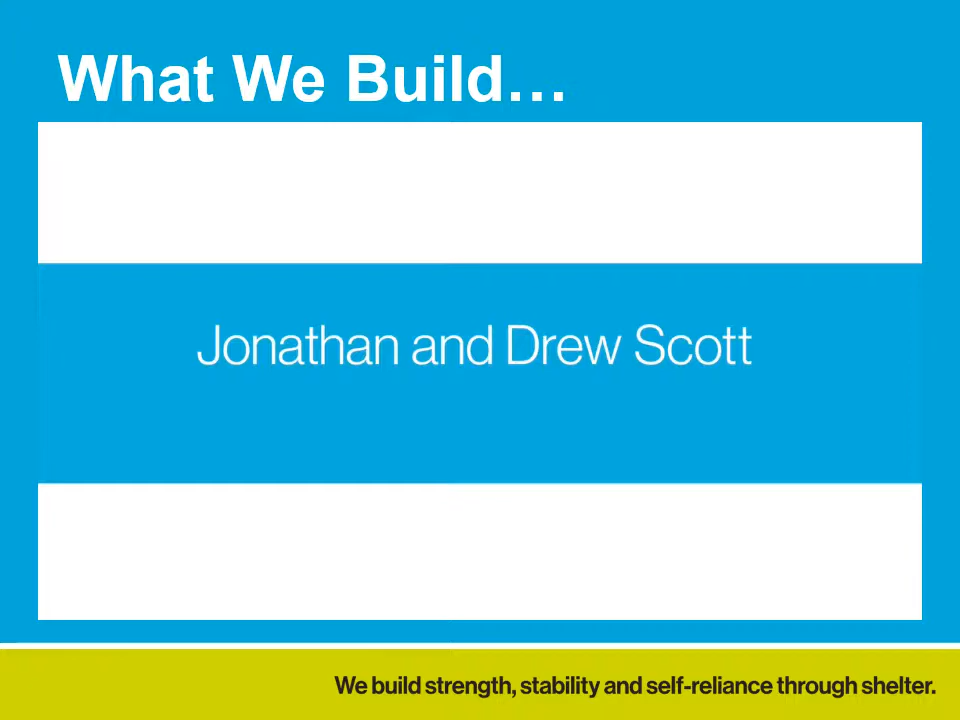 What We Build…
Jonathan and Drew Scott
We build strength, stability and self-reliance through shelter.